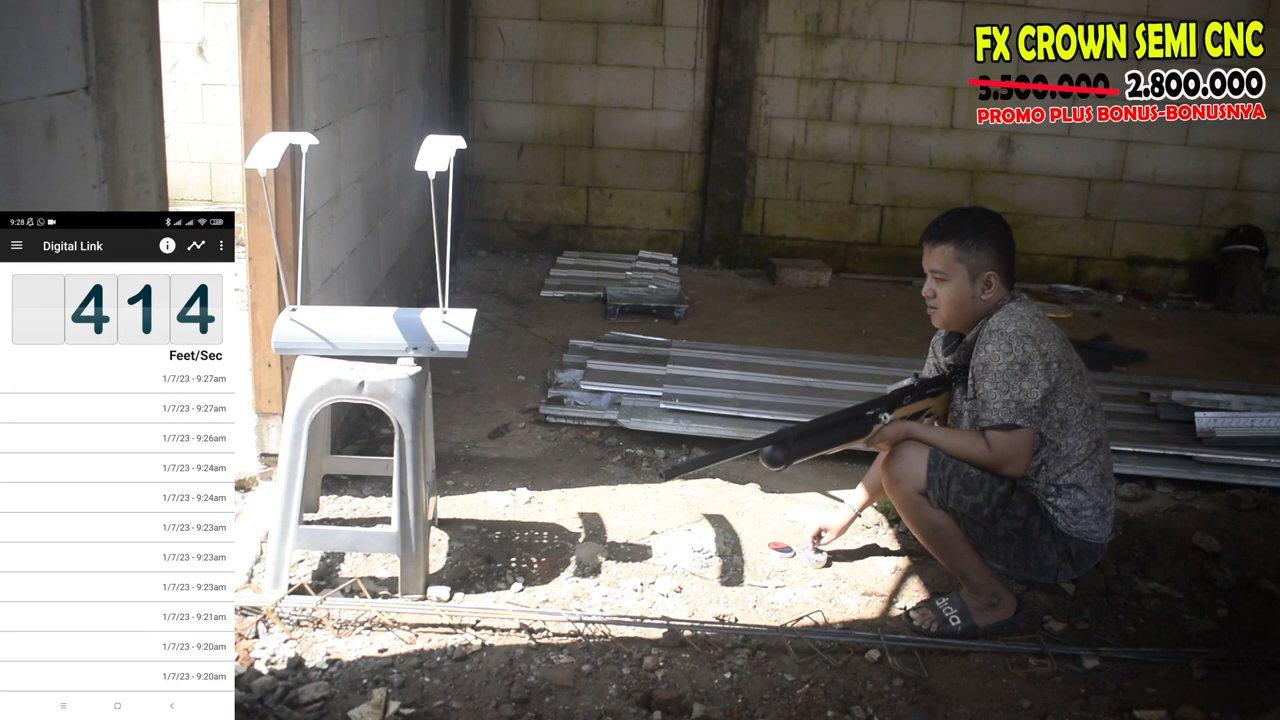 FX CROWN SEMI CNC
3.500.000 2.800.000
PROMO PLUS BONUS-BONUSNYA
9:28
Digital Link
414
Feet/Sec
1/7/23 - 9:27am
1/7/23 - 9:27am
1/7/23 - 9:26am
1/7/23 - 9:24am
1/7/23 - 9:24am
1/7/23 - 9:23am
1/7/23 - 9:23am
1/7/23 - 9:23am
1/7/23 - 9:21am
1/7/23 - 9:20am
1/7/23 - 9:20am
adidas